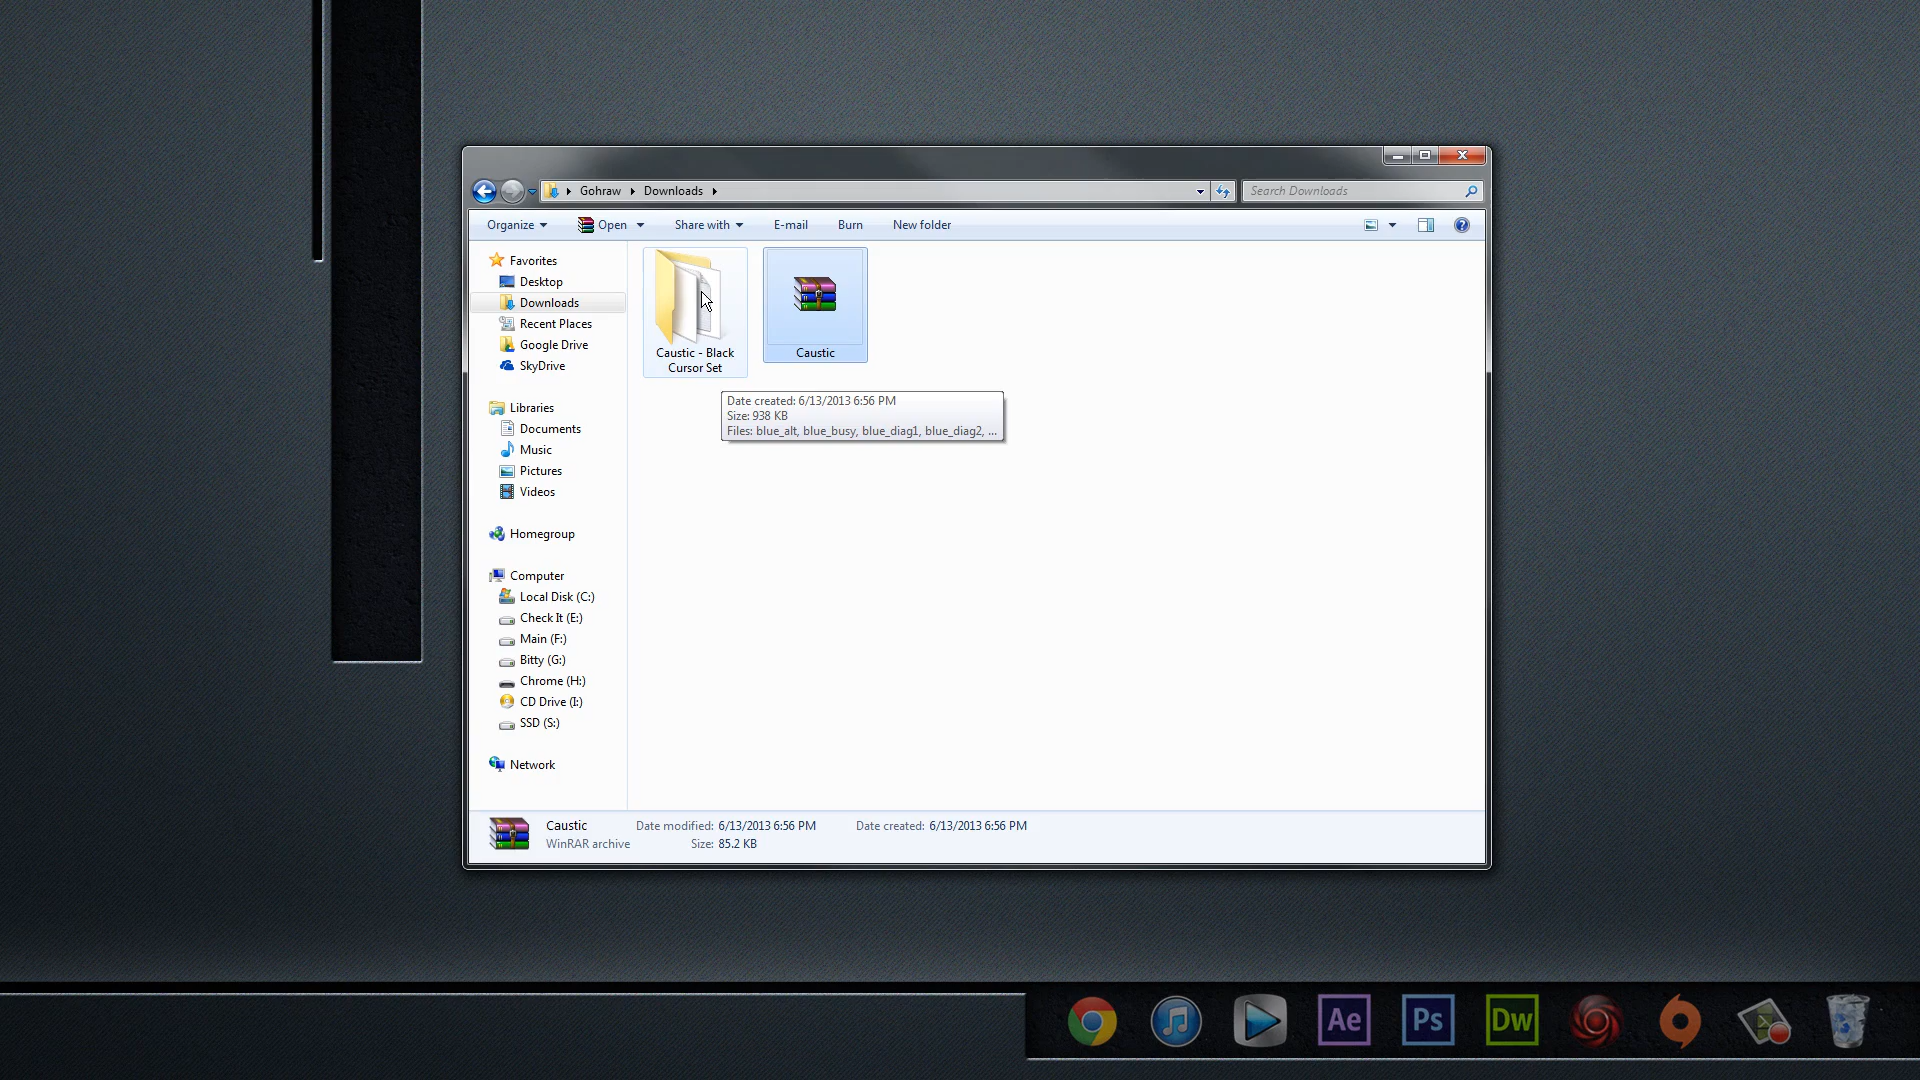 Gohraw Downloads
Search Downloads
Organize Open Share with E-mail Burn New folder
Favorites
Desktop
Downloads
Recent Places
Google Drive
SkyDrive
Libraries
Documents
Music
Pictures
Videos
Homegroup
Computer
Local Disk (C:)
Check It (E:)
Main (F:)
Bitty (G:)
Chrome (H:)
CD Drive (I:)
SSD (S:)
Network
Caustic - Black
Cursor Set
Caustic
Date created: 6/13/2013 6:56 PM
Size: 938 KB
Files: blue_alt, blue_busy, blue_diag1, blue_diag2, ...
Caustic Date modified: 6/13/2013 6:56 PM Date created: 6/13/2013 6:56 PM
WinRAR archive Size: 85.2 KB
Ae Ps Dw